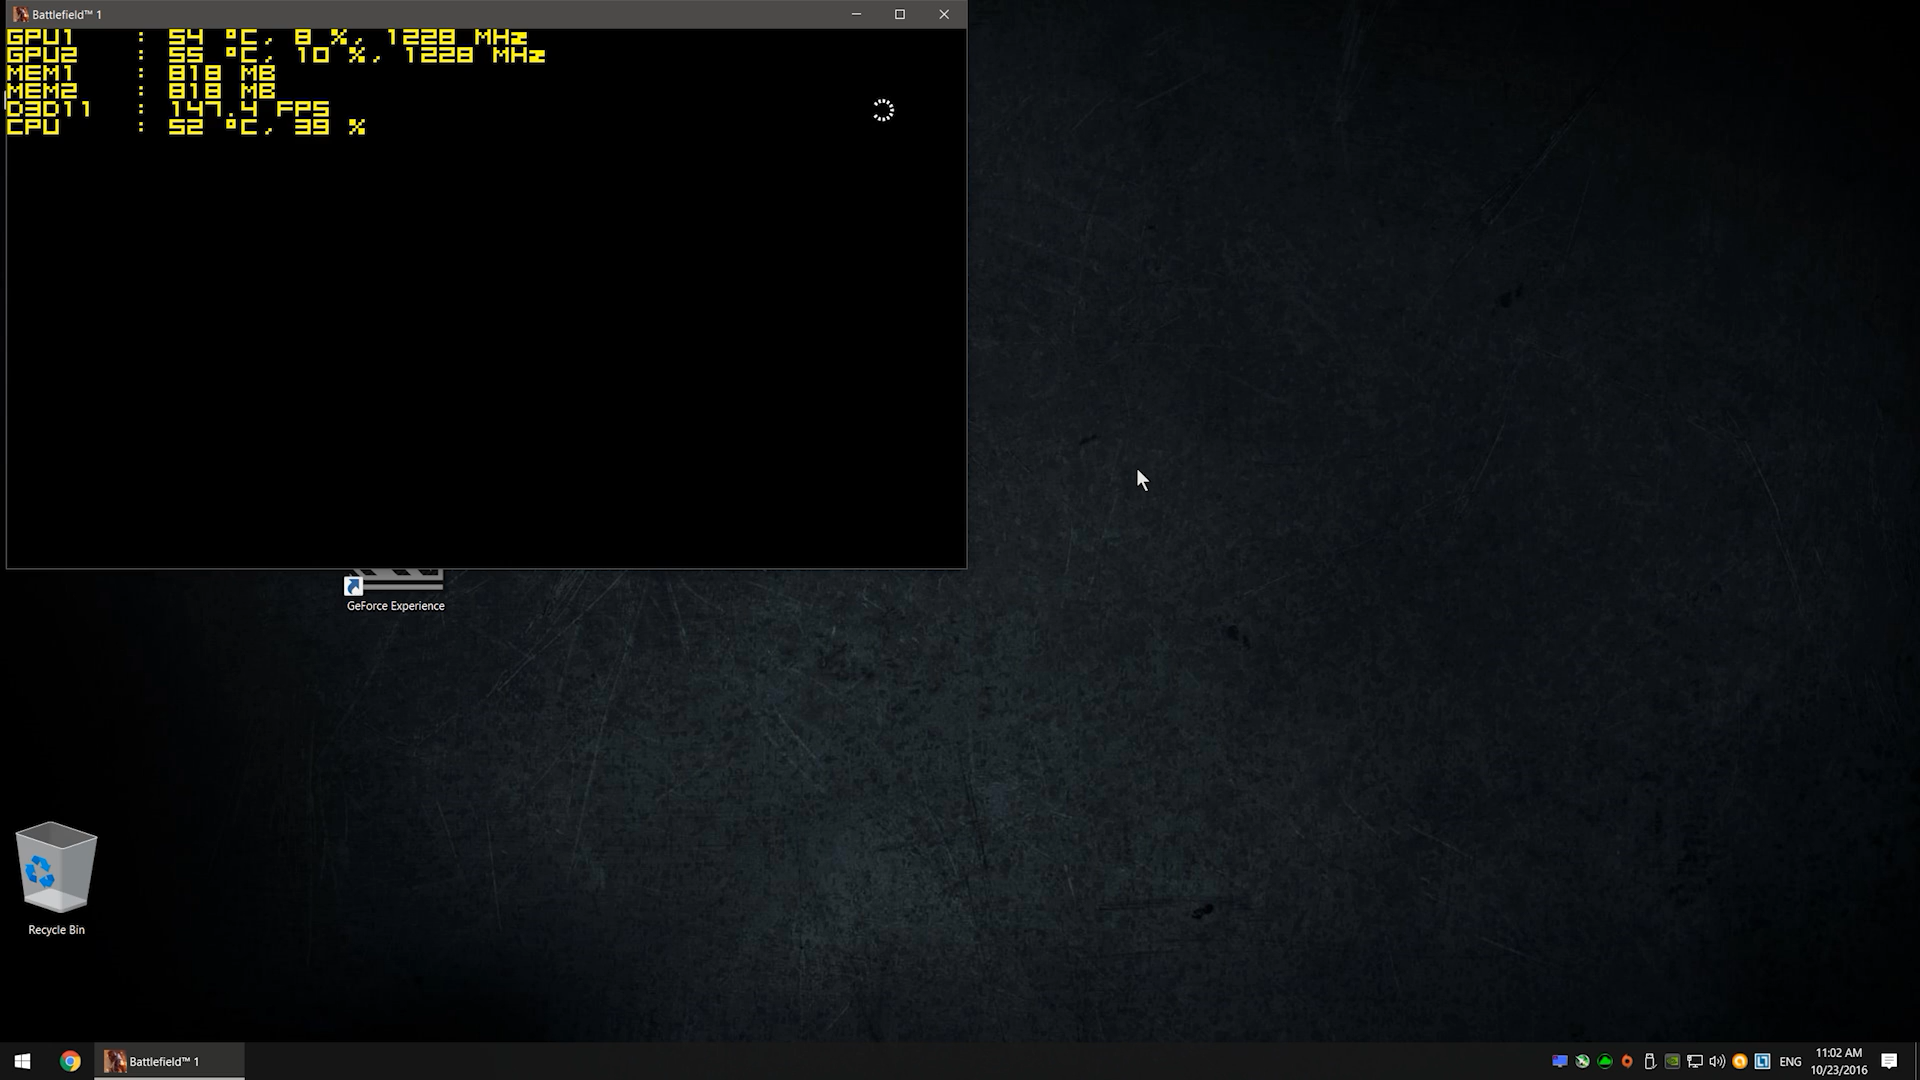 Battlefield™ 1
GPU1 : 54 °C, 8 %, 1228 MHz
GPU2 : 55 °C, 10 %, 1228 MHz
MEM1 : 818 MB
MEM2 : 818 MB
D3D11 : 147.4 FPS
CPU : 52 °C, 39 %
GeForce Experience
Recycle Bin
Battlefield™ 1
ENG
11:02 AM
10/23/2016